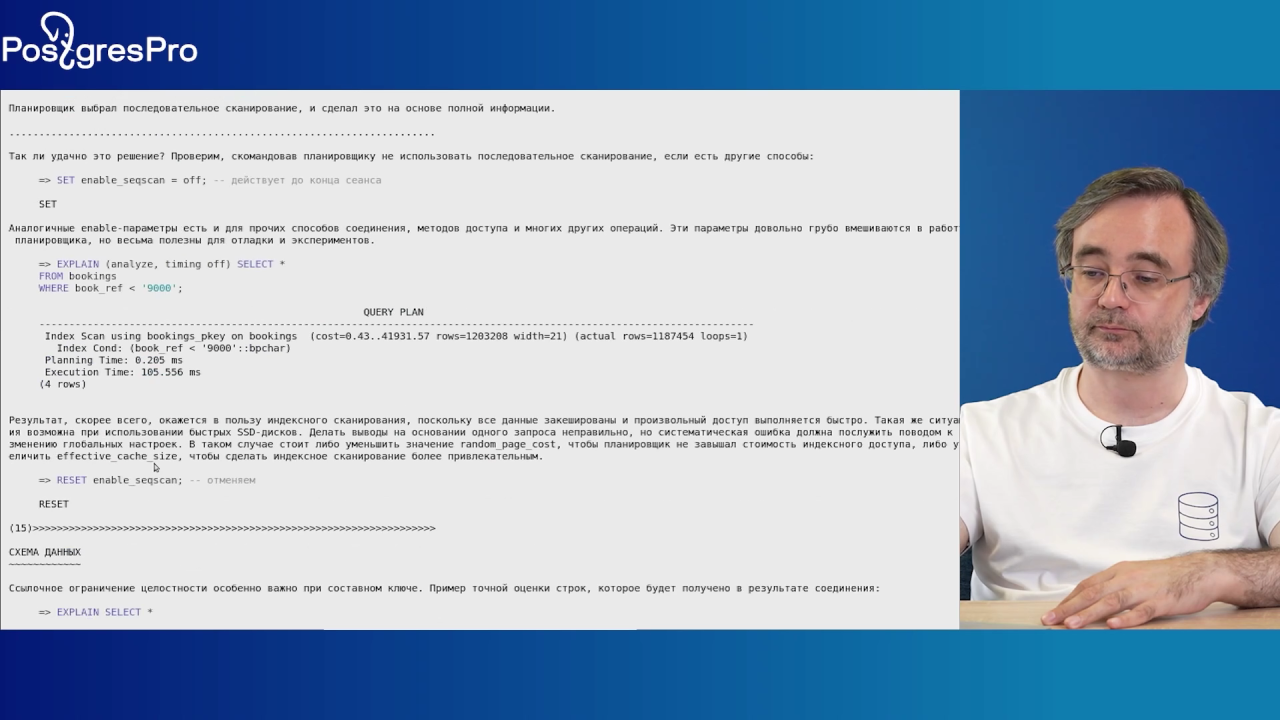 PostgresPro
Планировщик выбрал последовательное сканирование, и сделал это на основе полной информации.
.......................................................................
Так ли удачно это решение? Проверим, скомандовав планировщику не использовать последовательное сканирование, если есть другие способы:
=> SET enable_seqscan = off; -- действует до конца сеанса
SET
Аналогичные enable-параметры есть и для прочих способов соединения, методов доступа и многих других операций. Эти параметры довольно грубо вмешиваются в работ
планировщика, но весьма полезны для отладки и экспериментов.
=> EXPLAIN (analyze, timing off) SELECT *
FROM bookings
WHERE book_ref < '9000';
QUERY PLAN
-----------------------------------------------------------------------------------------------------------------------
Index Scan using bookings_pkey on bookings  (cost=0.43..41931.57 rows=1203208 width=21) (actual rows=1187454 loops=1)
Index Cond: (book_ref < '9000'::bpchar)
Planning Time: 0.205 ms
Execution Time: 105.556 ms
(4 rows)
Результат, скорее всего, окажется в пользу индексного сканирования, поскольку все данные закешированы и произвольный доступ выполняется быстро. Такая же ситуа
ия возможна при использовании быстрых SSD-дисков. Делать выводы на основании одного запроса неправильно, но систематическая ошибка должна послужить поводом к
зменению глобальных настроек. В таком случае стоит либо уменьшить значение random_page_cost, чтобы планировщик не завышал стоимость индексного доступа, либо у
еличить effective_cache_size, чтобы сделать индексное сканирование более привлекательным.
=> RESET enable_seqscan; -- отменяем
RESET
(15)>>>>>>>>>>>>>>>>>>>>>>>>>>>>>>>>>>>>>>>>>>>>>>>>>>>>>>>>>>>>>>>>>>>
СХЕМА ДАННЫХ
~~~~~~~~~~~~
Ссылочное ограничение целостности особенно важно при составном ключе. Пример точной оценки строк, которое будет получено в результате соединения:
=> EXPLAIN SELECT *